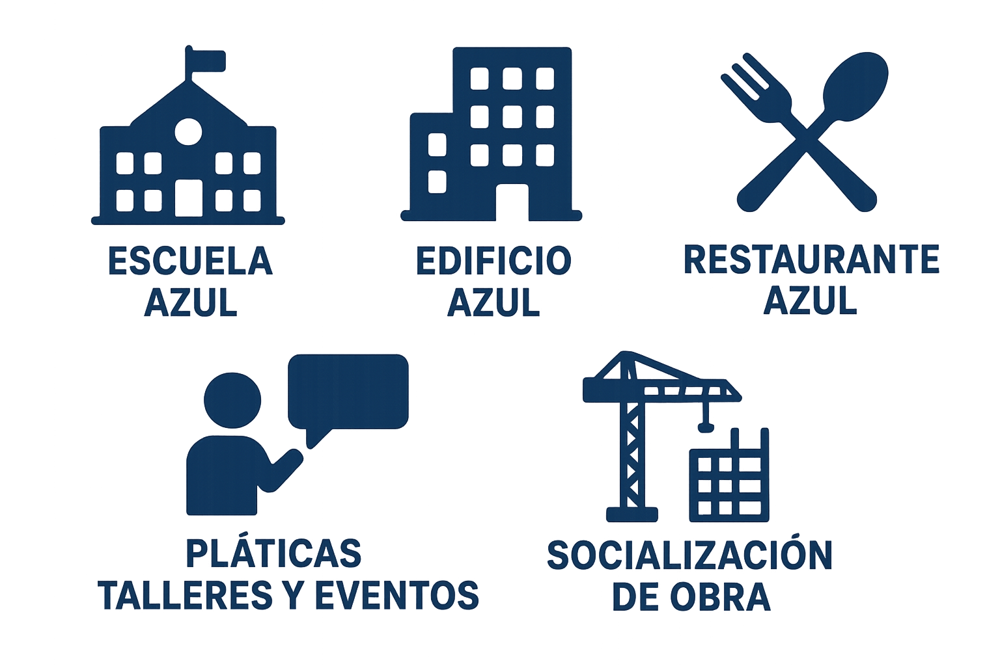 ESCUELA
AZUL
EDIFICIO
AZUL
RESTAURANTE
AZUL
PLÁTICAS
TALLERES Y EVENTOS
SOCIALIZACIÓN
DE OBRA